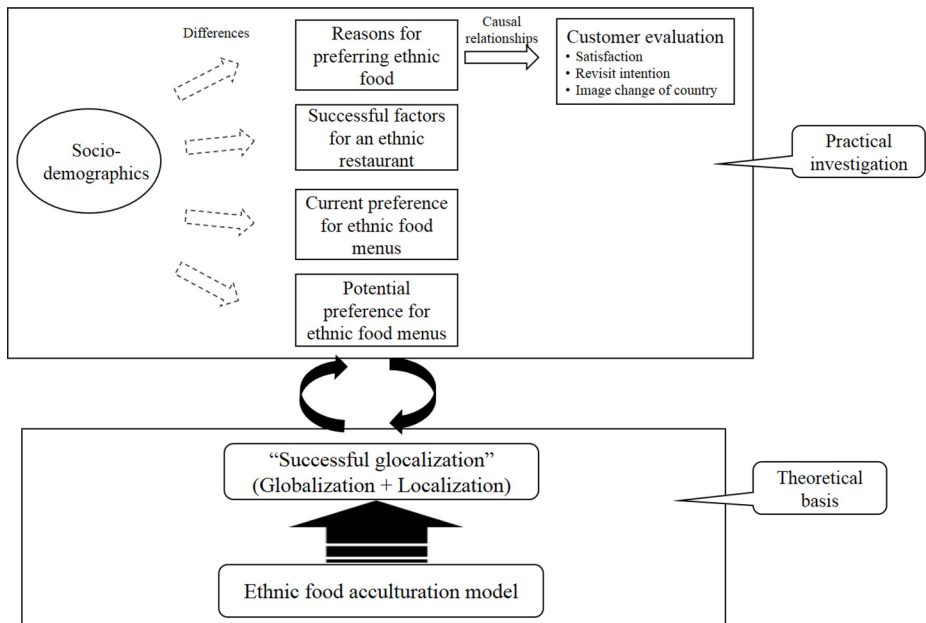 Differences
Socio-
demographics
Reasons for
preferring ethnic
food
Causal
relationships
Customer evaluation
• Satisfaction
• Revisit intention
• Image change of country
Successful factors
for an ethnic
restaurant
Current preference
for ethnic food
menus
Potential
preference for
ethnic food menus
Practical
investigation
“Successful glocalization”
(Globalization + Localization)
Ethnic food acculturation model
Theoretical
basis